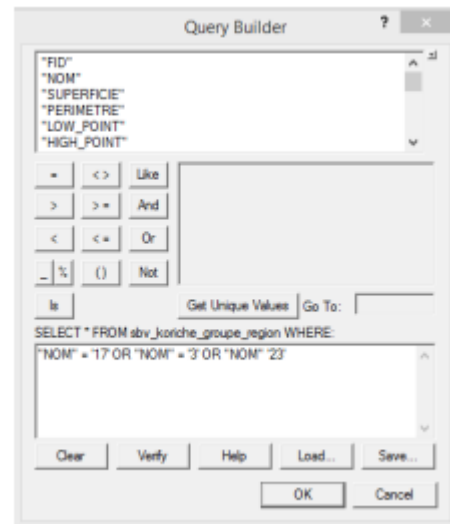 Query Builder ? ×
"FID"
"NOM"
"SUPERFICIE"
"PERIMETRE"
"LOW_POINT"
"HIGH_POINT"
= <> Like
> >= And
< <= Or
_ % () Not
Is Get Unique Values Go To:
SELECT * FROM sbv_koriche_groupe_region WHERE:
"NOM" = '17' OR "NOM" = '3' OR "NOM" '23'
Clear Verify Help Load... Save...
OK Cancel